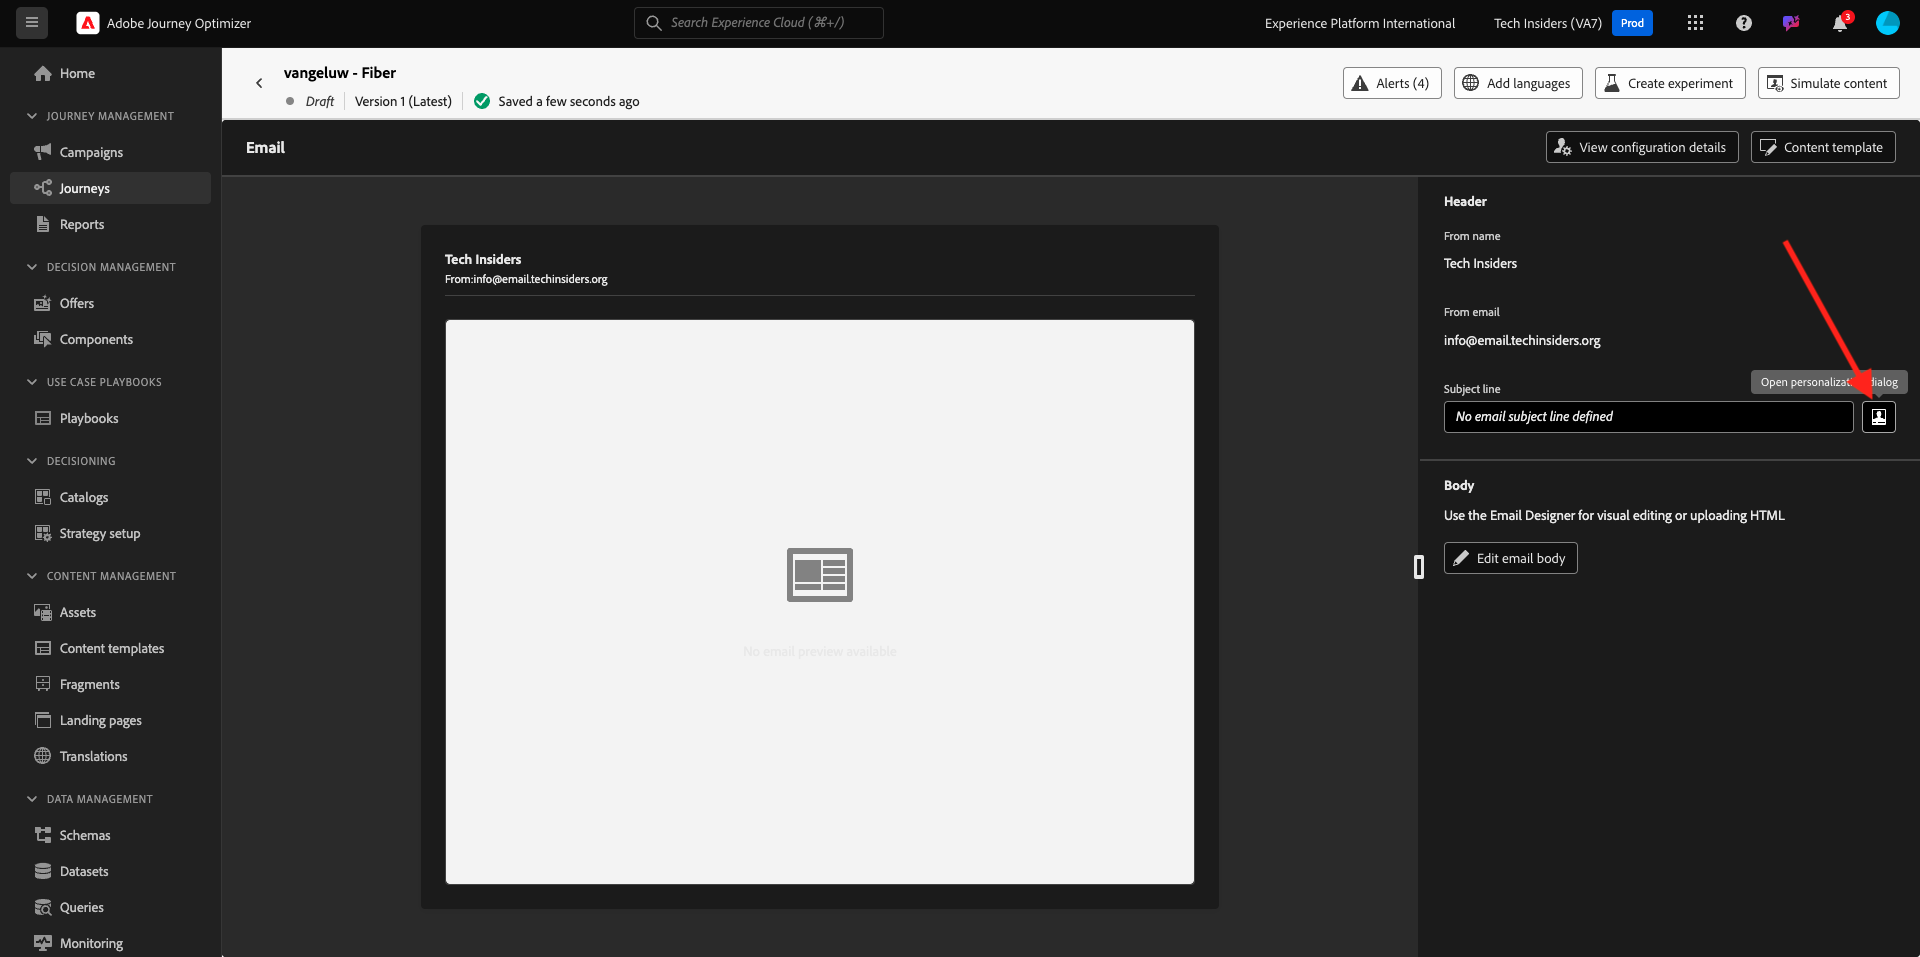 Adobe Journey Optimizer
Search Experience Cloud (⌘+/)
Experience Platform International
Tech Insiders (VA7)
Prod
3
Home
JOURNEY MANAGEMENT
Campaigns
Journeys
Reports
DECISION MANAGEMENT
Offers
Components
USE CASE PLAYBOOKS
Playbooks
DECISIONING
Catalogs
Strategy setup
CONTENT MANAGEMENT
Assets
Content templates
Fragments
Landing pages
Translations
DATA MANAGEMENT
Schemas
Datasets
Queries
Monitoring
vangeluw - Fiber
Draft
Version 1 (Latest)
Saved a few seconds ago
Alerts (4)
Add languages
Create experiment
Simulate content
Email
View configuration details
Content template
Tech Insiders
From:info@email.techinsiders.org
No email preview available
Header
From name
Tech Insiders
From email
info@email.techinsiders.org
Subject line
Open personalizat dialog
No email subject line defined
Body
Use the Email Designer for visual editing or uploading HTML
Edit email body